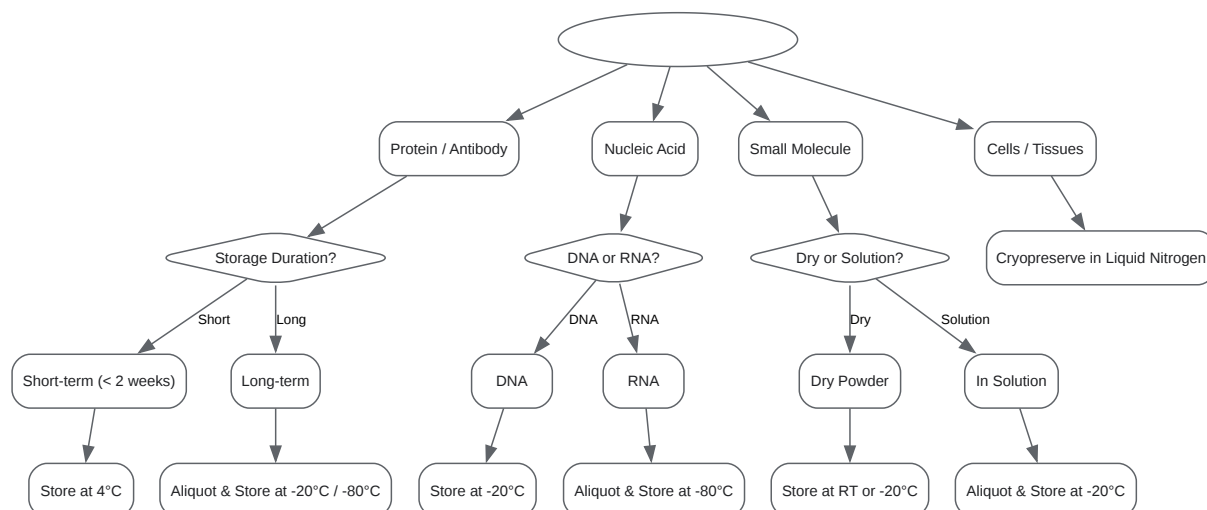 Protein / Antibody
Nucleic Acid
Small Molecule
Cells / Tissues
Storage Duration?
DNA or RNA?
Dry or Solution?
Cryopreserve in Liquid Nitrogen
Short
Long
DNA
RNA
Dry
Solution
Short-term (< 2 weeks)
Long-term
DNA
RNA
Dry Powder
In Solution
Store at 4°C
Aliquot & Store at -20°C / -80°C
Store at -20°C
Aliquot & Store at -80°C
Store at RT or -20°C
Aliquot & Store at -20°C